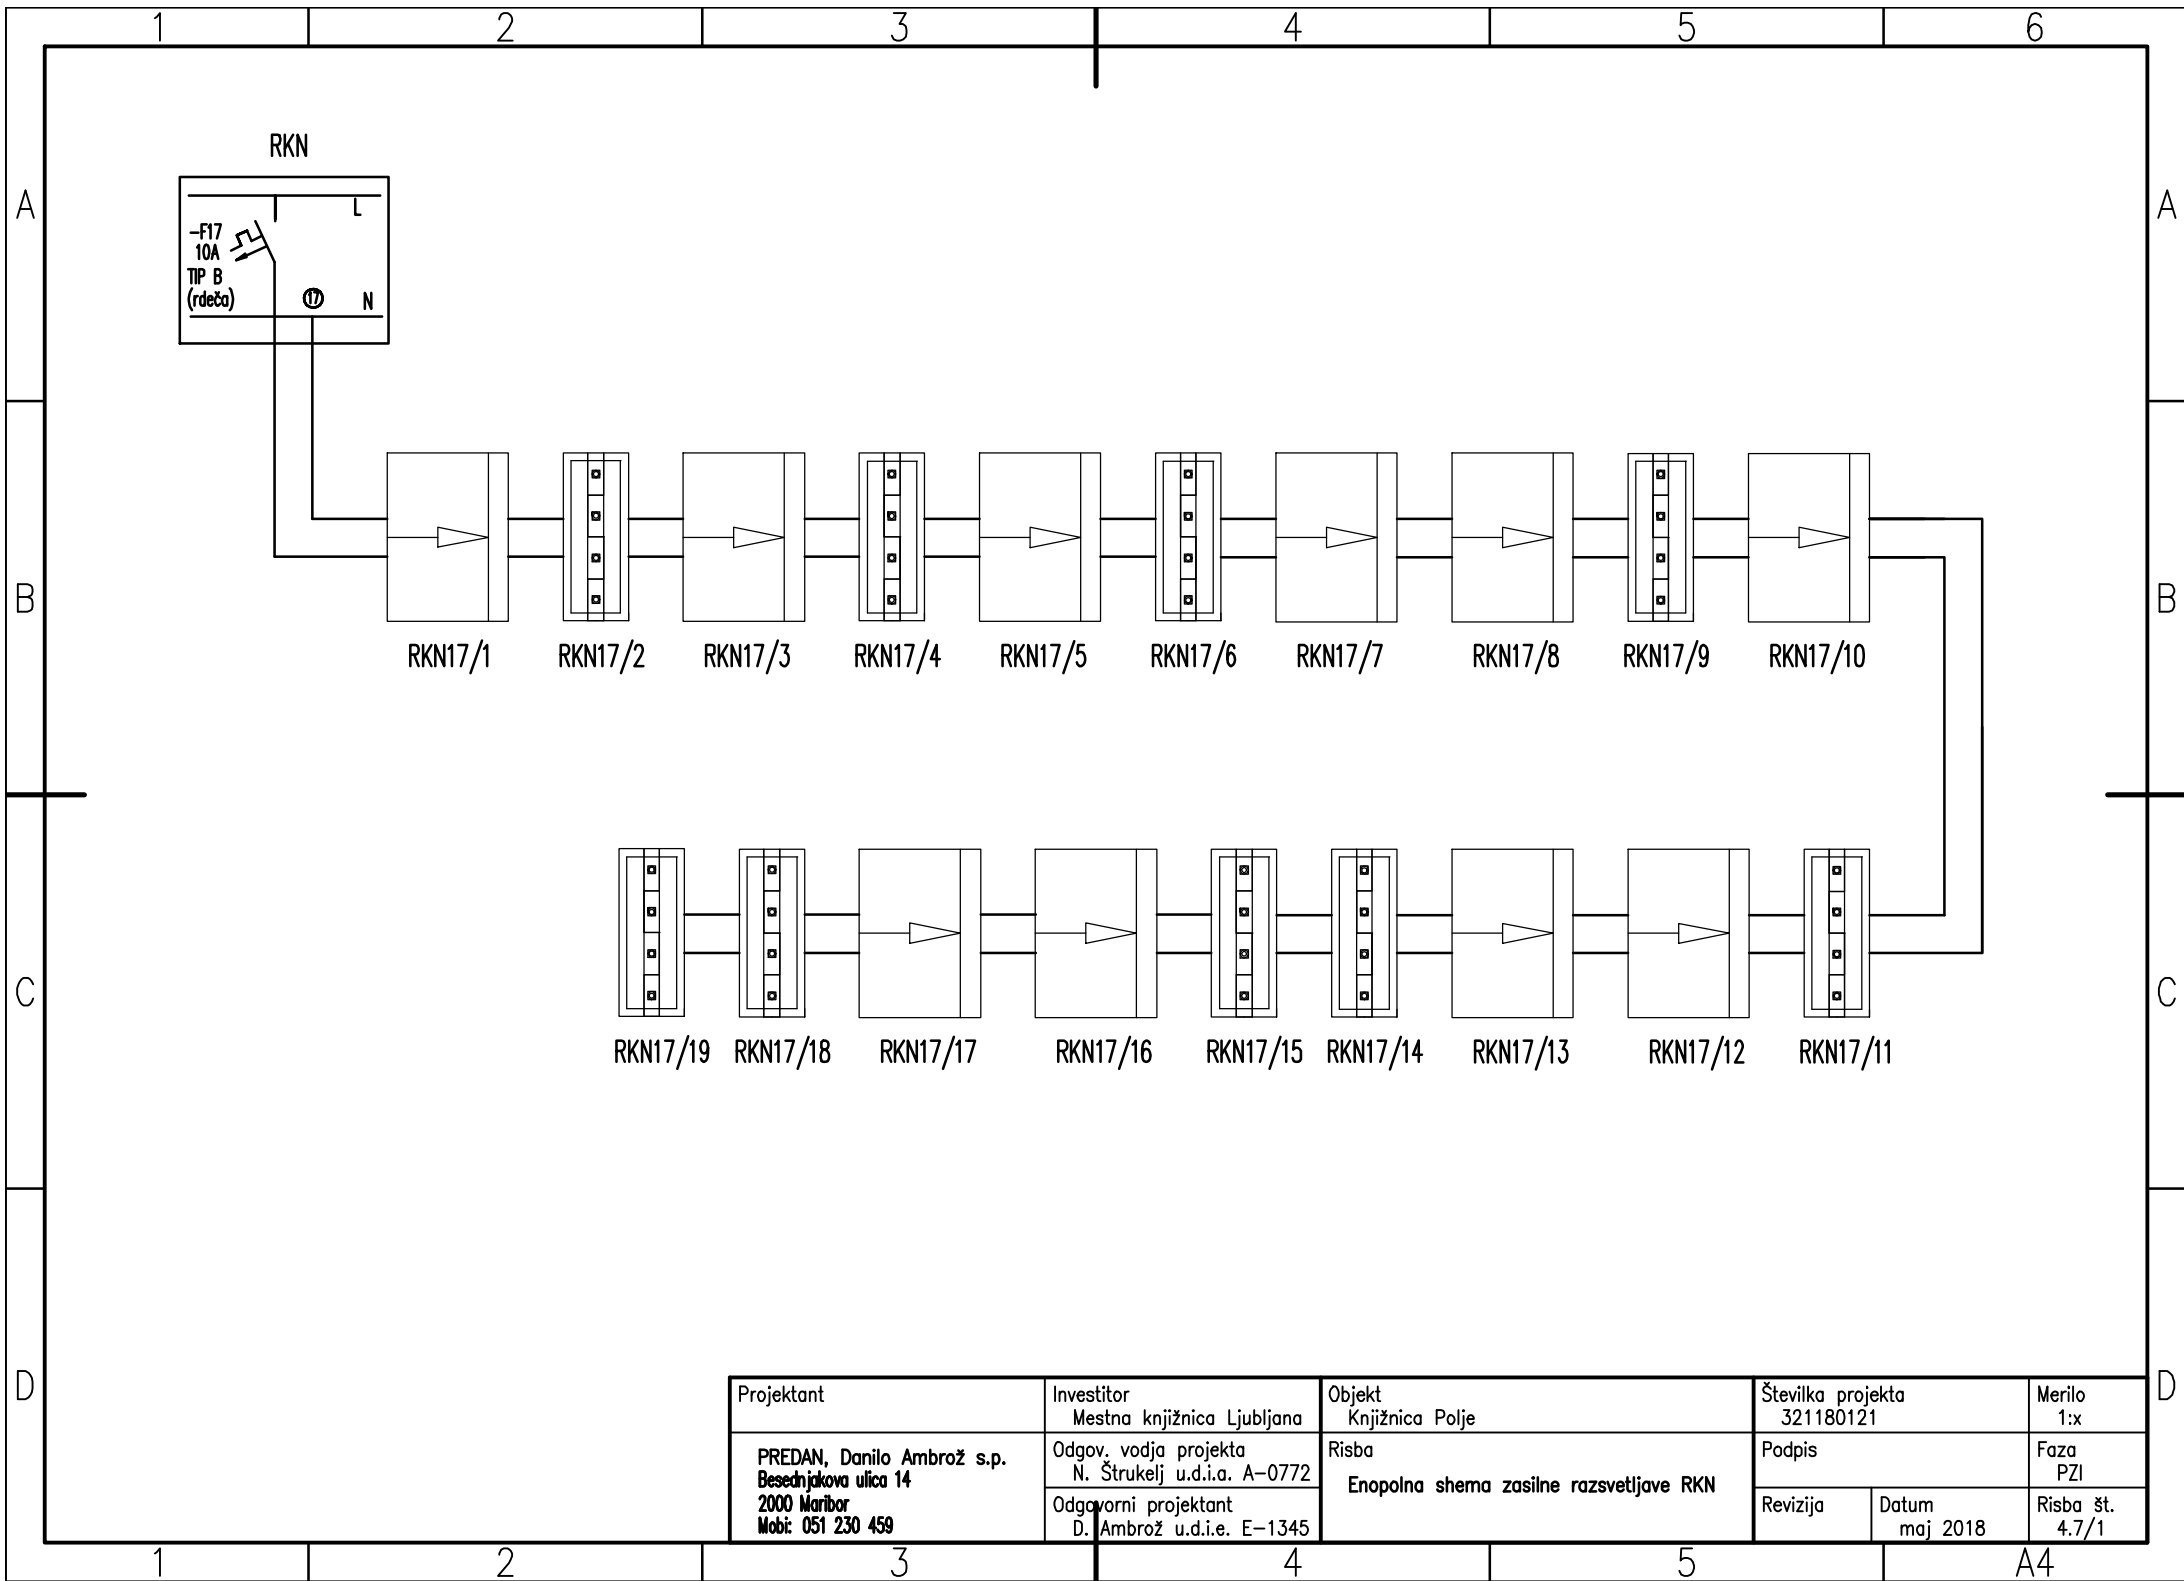 1 2 3 4 5 6
RKN
A A
L
-F17
10A
TIP B
(rdeča)
17 N
B B
RKN17/1 RKN17/2 RKN17/3 RKN17/4 RKN17/5 RKN17/6 RKN17/7 RKN17/8 RKN17/9 RKN17/10
C C
RKN17/19 RKN17/18 RKN17/17 RKN17/16 RKN17/15 RKN17/14 RKN17/13 RKN17/12 RKN17/11
D D
Projektant
PREDAN, Danilo Ambrož s.p.
Besednjakova ulica 14
2000 Maribor
Mobi: 051 230 459
Investitor
Mestna knjižnica Ljubljana
Odgov. vodja projekta
N. Štrukelj u.d.i.a. A-0772
Odgovorni projektant
D. Ambrož u.d.i.e. E-1345
Objekt
Knjižnica Polje
Risba
Enopolna shema zasilne razsvetljave RKN
Številka projekta
321180121
Merilo
1:x
Podpis
Faza
PZI
Revizija
Datum
maj 2018
Risba št.
4.7/1
1 2 3 4 5 A4